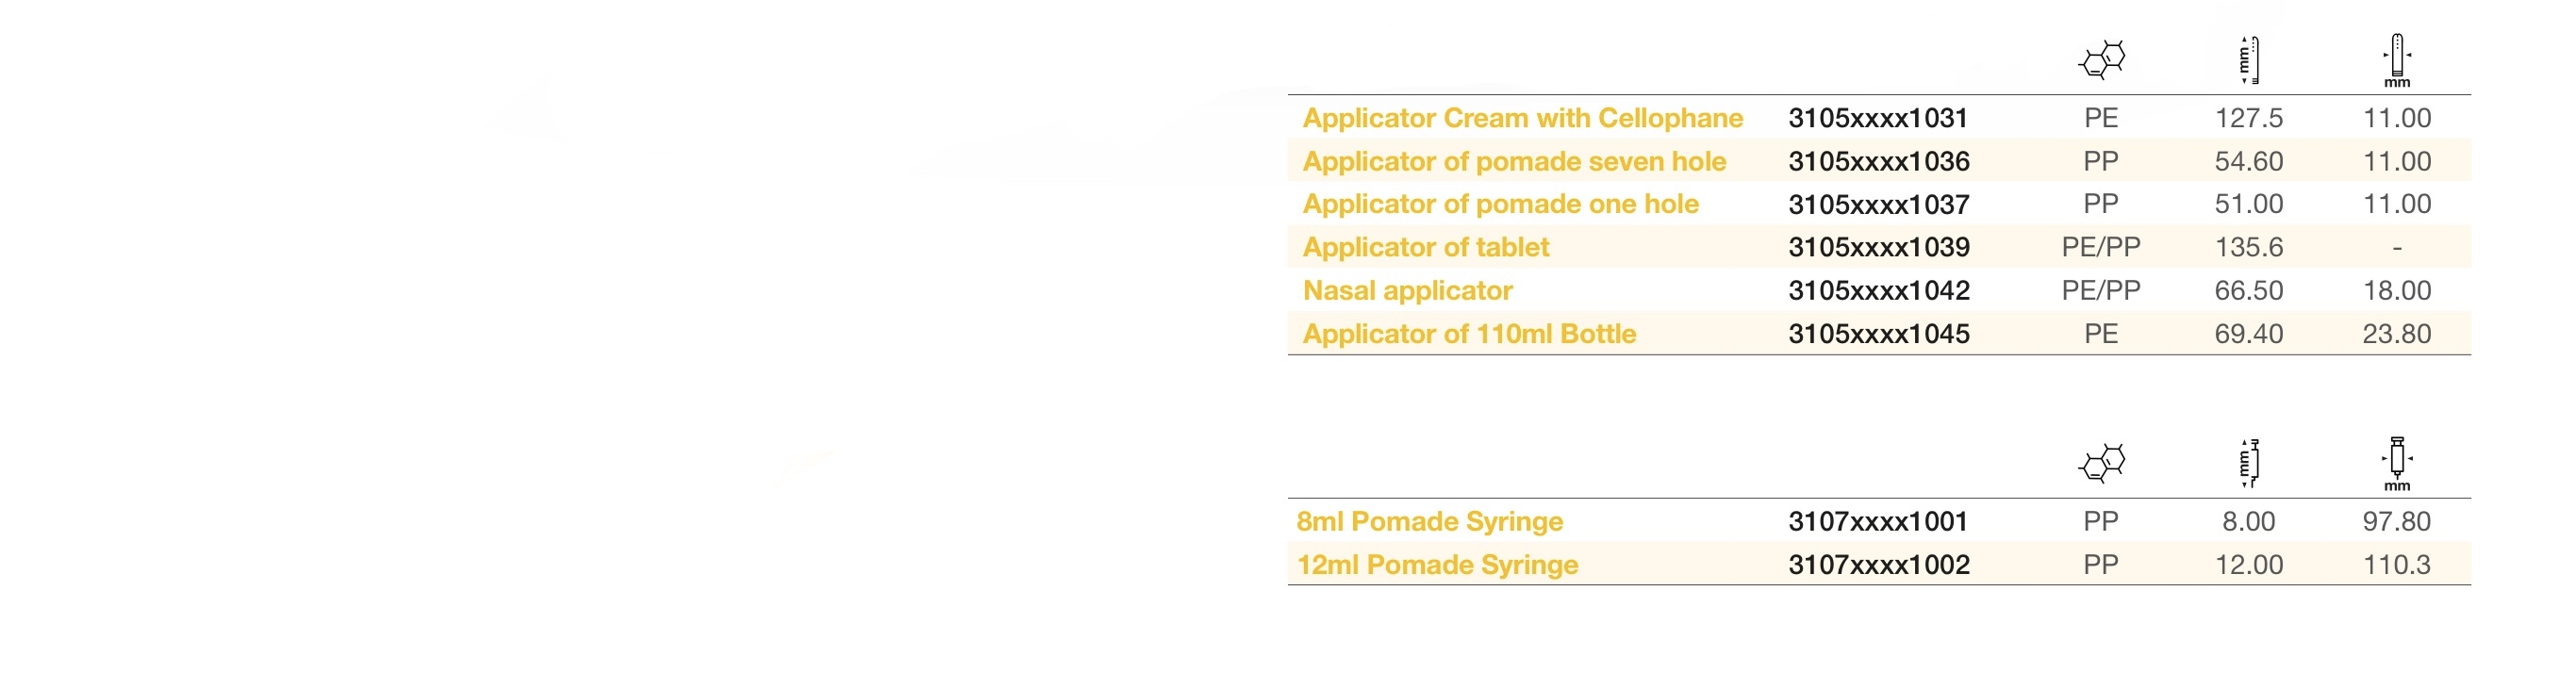 mm
mm
Applicator Cream with Cellophane 3105xxxx1031 PE 127.5 11.00
Applicator of pomade seven hole 3105xxxx1036 PP 54.60 11.00
Applicator of pomade one hole 3105xxxx1037 PP 51.00 11.00
Applicator of tablet 3105xxxx1039 PE/PP 135.6 -
Nasal applicator 3105xxxx1042 PE/PP 66.50 18.00
Applicator of 110ml Bottle 3105xxxx1045 PE 69.40 23.80
mm
mm
8ml Pomade Syringe 3107xxxx1001 PP 8.00 97.80
12ml Pomade Syringe 3107xxxx1002 PP 12.00 110.3